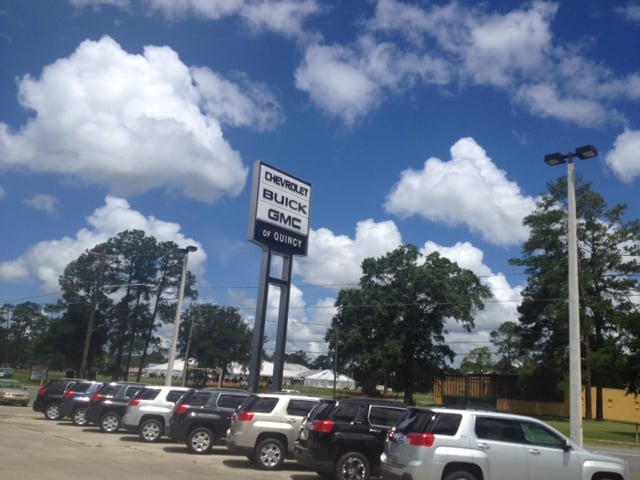 CHEVROLET
BUICK
GMC
OF QUINCY